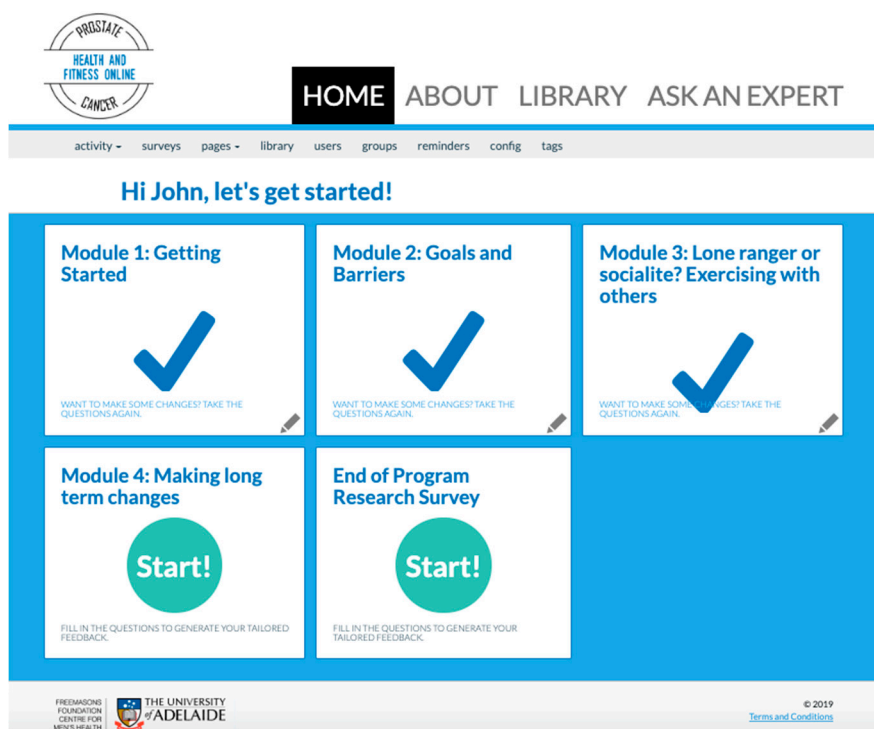 PROSTATE
HEALTH AND
FITNESS ONLINE
CANCER
HOME ABOUT LIBRARY ASK AN EXPERT
activity surveys pages library users groups reminders config tags
Hi John, let's get started!
Module 1: Getting
Started
WANT TO MAKE SOME CHANGES? TAKE THE
QUESTIONS AGAIN.
Module 2: Goals and
Barriers
WANT TO MAKE SOME CHANGES? TAKE THE
QUESTIONS AGAIN.
Module 3: Lone ranger or
socialite? Exercising with
others
WANT TO MAKE SOME CHANGES? TAKE THE
QUESTIONS AGAIN.
Module 4: Making long
term changes
Start!
FILL IN THE QUESTIONS TO GENERATE YOUR TAILORED
FEEDBACK.
End of Program
Research Survey
Start!
FILL IN THE QUESTIONS TO GENERATE YOUR
TAILORED FEEDBACK.
FREEMASONS
FOUNDATION
CENTRE FOR
MEN'S HEALTH
THE UNIVERSITY
of ADELAIDE
© 2019
Terms and Conditions